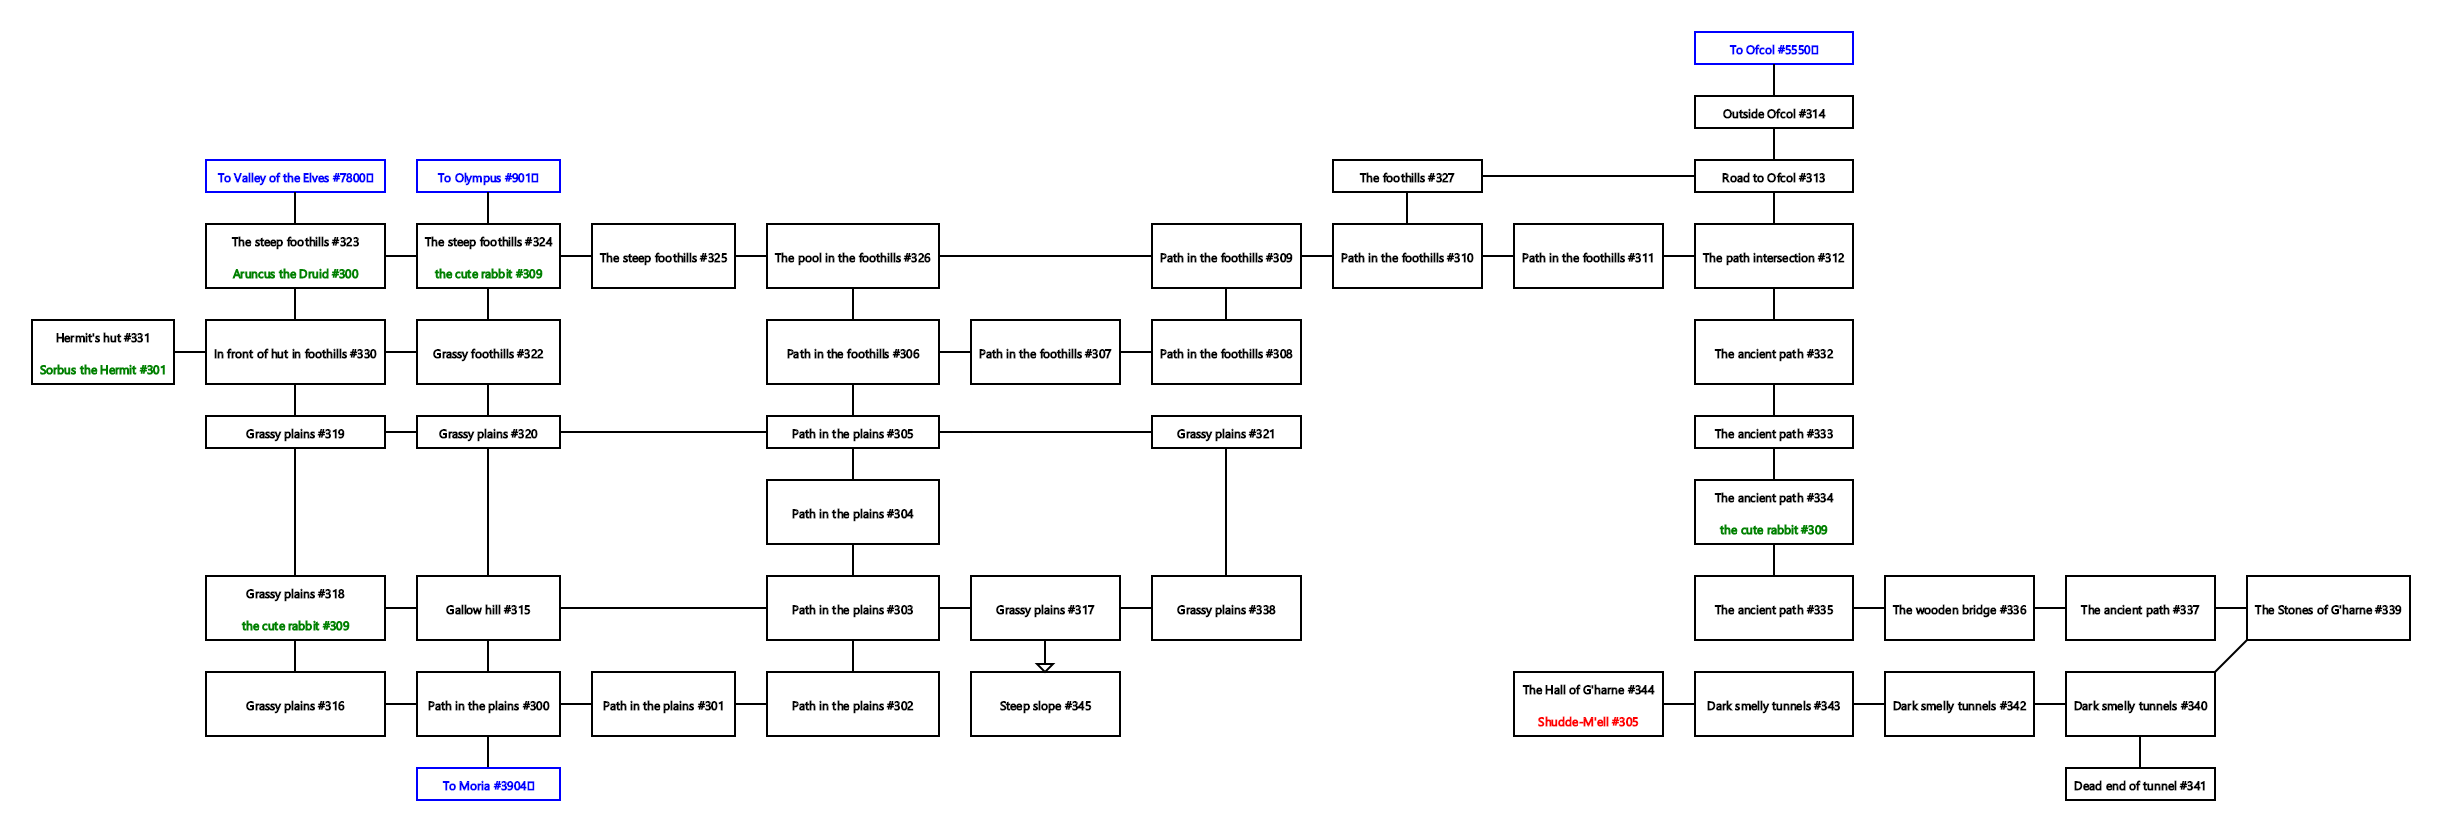 To Ofcol #5550
Outside Ofcol #314
To Valley of the Elves #7800
To Olympus #901
The foothills #327
Road to Ofcol #313
The steep foothills #323
Aruncus the Druid #300
The steep foothills #324
the cute rabbit #309
The steep foothills #325
The pool in the foothills #326
Path in the foothills #309
Path in the foothills #310
Path in the foothills #311
The path intersection #312
Hermit's hut #331
Sorbus the Hermit #301
In front of hut in foothills #330
Grassy foothills #322
Path in the foothills #306
Path in the foothills #307
Path in the foothills #308
The ancient path #332
Grassy plains #319
Grassy plains #320
Path in the plains #305
Grassy plains #321
The ancient path #333
Path in the plains #304
The ancient path #334
the cute rabbit #309
Grassy plains #318
the cute rabbit #309
Gallow hill #315
Path in the plains #303
Grassy plains #317
Grassy plains #338
The ancient path #335
The wooden bridge #336
The ancient path #337
The Stones of G'harne #339
Grassy plains #316
Path in the plains #300
Path in the plains #301
Path in the plains #302
Steep slope #345
The Hall of G'harne #344
Shudde-M'ell #305
Dark smelly tunnels #343
Dark smelly tunnels #342
Dark smelly tunnels #340
To Moria #3904
Dead end of tunnel #341